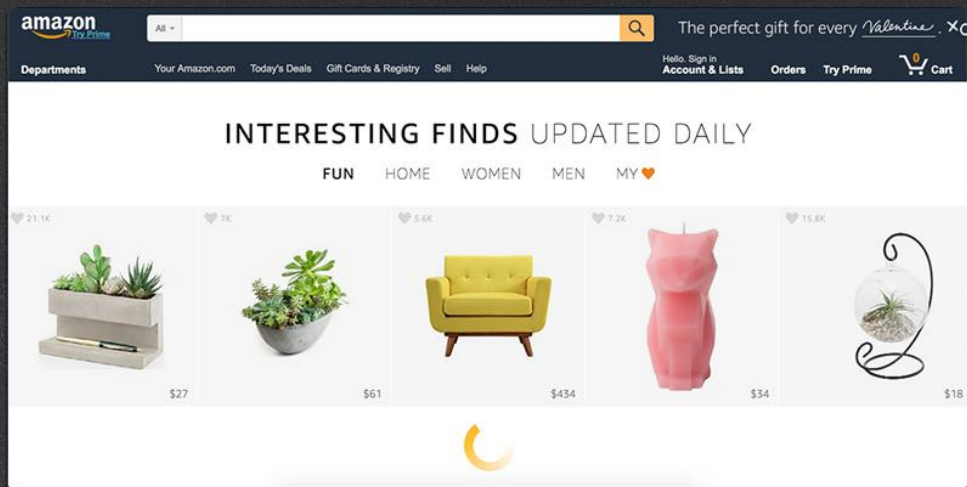 amazon
Try Prime
All
The perfect gift for every Valentine.
Departments
Your Amazon.com Today's Deals Gift Cards & Registry Sell Help
Hello. Sign in
Account & Lists
Orders Try Prime
0
Cart
INTERESTING FINDS UPDATED DAILY
FUN HOME WOMEN MEN MY
21.1K
7K
5.6K
7.2K
15.8K
$27
$61
$434
$34
$18